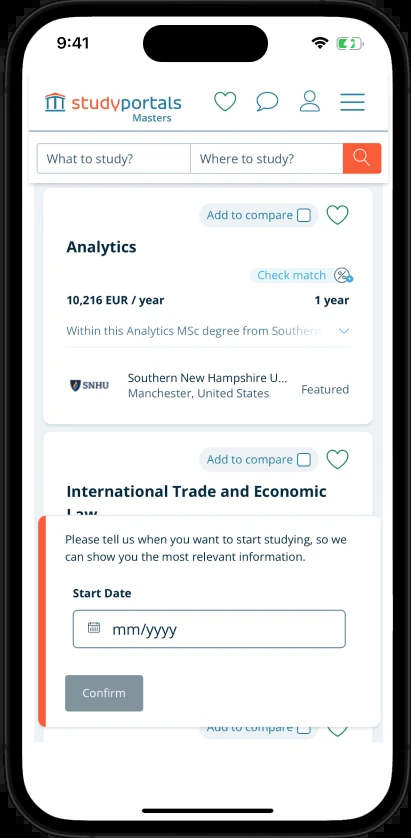 9:41
studyportals
Masters
What to study?
Where to study?
Add to compare
Analytics
Check match
10,216 EUR / year
1 year
Within this Analytics MSc degree from Southern
SNHU
Southern New Hampshire U...
Manchester, United States
Featured
Add to compare
International Trade and Economic
Law
Please tell us when you want to start studying, so we
can show you the most relevant information.
Start Date
mm/yyyy
Confirm
Add to compare